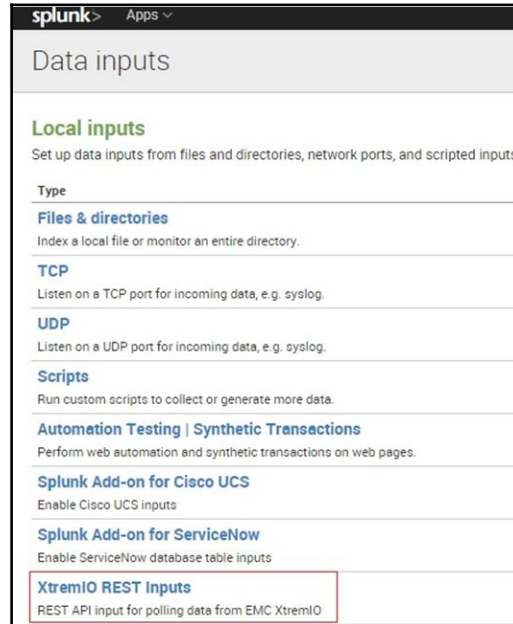 splunk> Apps
Data inputs
Local inputs
Set up data inputs from files and directories, network ports, and scripted inputs
Type
Files & directories
Index a local file or monitor an entire directory.
TCP
Listen on a TCP port for incoming data, e.g. syslog.
UDP
Listen on a UDP port for incoming data, e.g. syslog.
Scripts
Run custom scripts to collect or generate more data.
Automation Testing | Synthetic Transactions
Perform web automation and synthetic transactions on web pages.
Splunk Add-on for Cisco UCS
Enable Cisco UCS inputs
Splunk Add-on for ServiceNow
Enable ServiceNow database table inputs
XtremIO REST Inputs
REST API input for polling data from EMC XtremIO